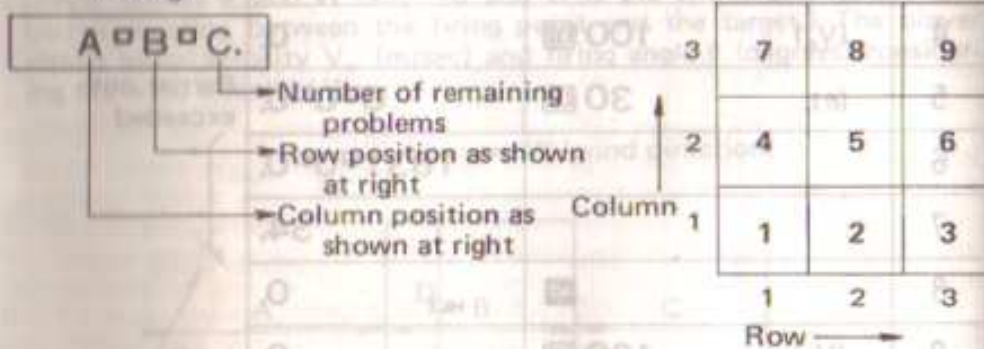 A □ B □ C.
Number of remaining
problems
Row position as shown
at right
Column position as
shown at right
Column
3 7 8 9
2 4 5 6
1 1 2 3
1 2 3
Row